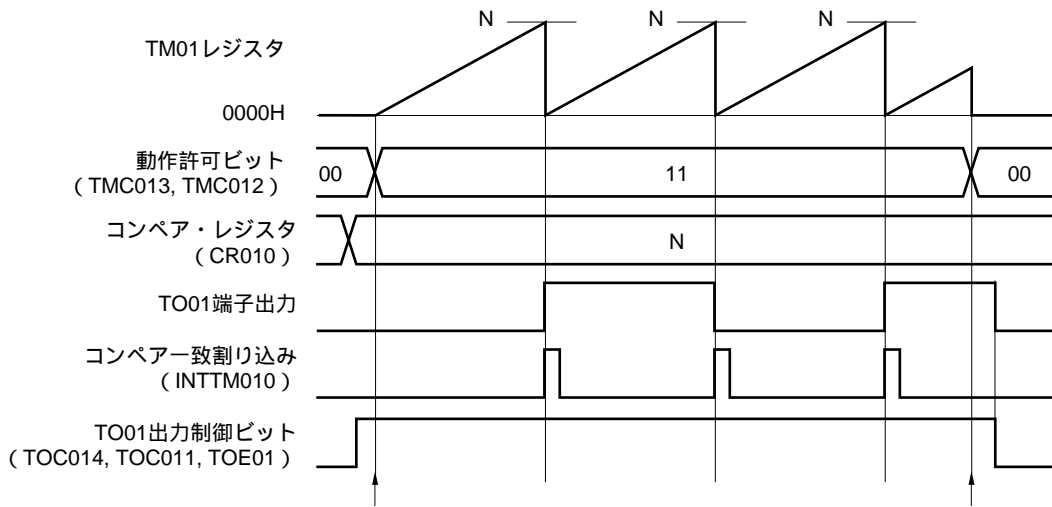 N N N
TM01レジスタ
0000H
動作許可ビット
（TMC013, TMC012）
00 11 00
コンペア・レジスタ
（CR010）
N
TO01端子出力
コンペア一致割り込み
（INTTM010）
TO01出力制御ビット
（TOC014, TOC011, TOE01）